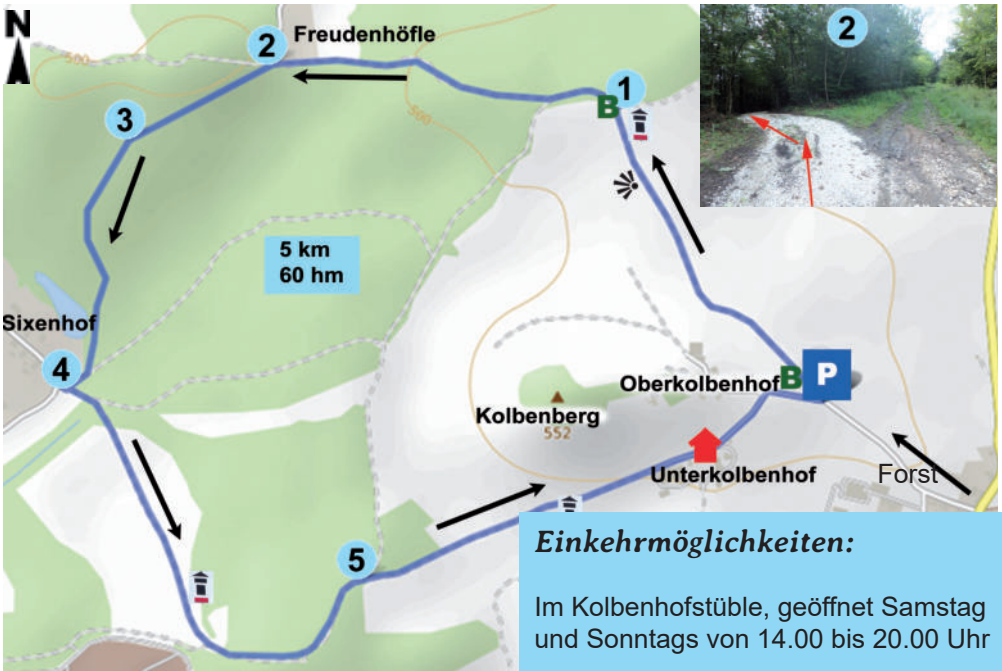 N
Freudenhöfle
2
500
1
B
2
3
500
5 km
60 hm
Sixenhof
4
Oberkolbenhof
B
P
Kolbenberg
552
Unterkolbenhof
Forst
5
Einkehrmöglichkeiten:
Im Kolbenhofstüble, geöffnet Samstag
und Sonntags von 14.00 bis 20.00 Uhr